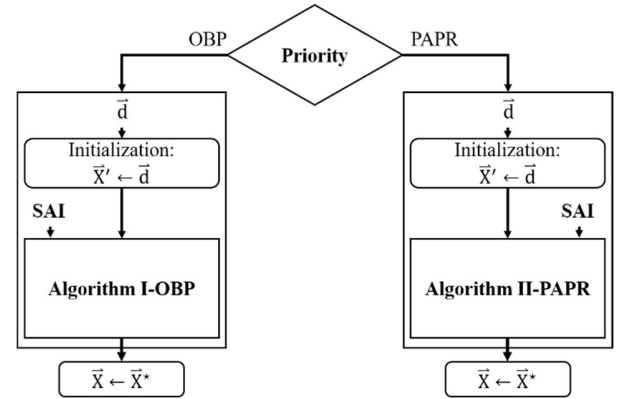 OBP
Priority
PAPR
d⃗
Initialization:
X⃗′ ← d⃗
SAI
Algorithm I-OBP
X⃗ ← X⃗⋆
d⃗
Initialization:
X⃗′ ← d⃗
SAI
Algorithm II-PAPR
X⃗ ← X⃗⋆